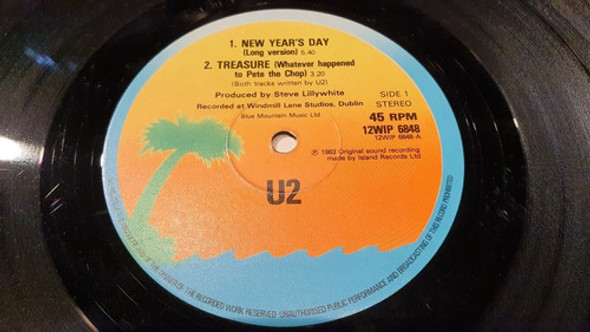 1. NEW YEAR'S DAY
(Long version) 5.40
2. TREASURE (Whatever happened
to Pete the Chop) 3.20
(Both tracks written by U2)
Produced by Steve Lillywhite
Recorded at Windmill Lane Studios, Dublin
Blue Mountain Music Ltd
SIDE 1
STEREO
45 RPM
12WIP 6848
12WIP 6848-A
℗ 1983 Original sound recording
made by Island Records Ltd
U2
OF THE OWNER OF THE RECORDED WORK RESERVED · UNAUTHORISED PUBLIC PERFORMANCE AND BROADCASTING OF THIS RECORD PROHIBITED